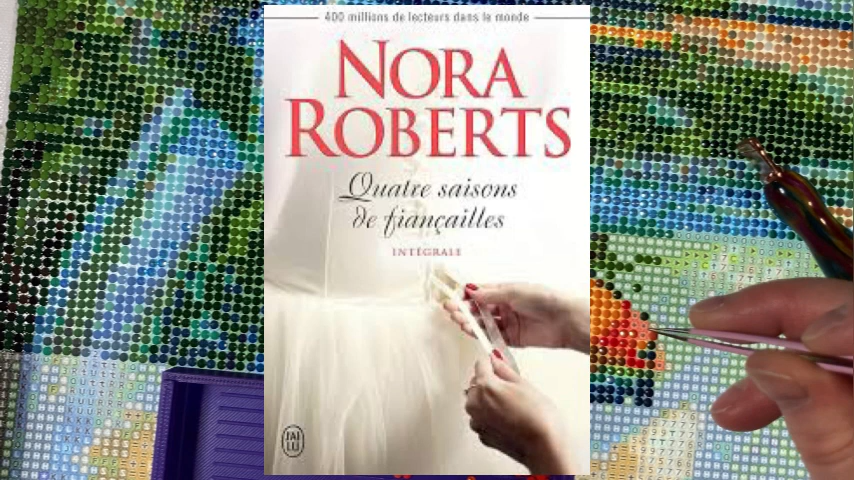 400 millions de lecteurs dans le monde
NORA
ROBERTS
Quatre saisons
de fiançailles
INTÉGRALE
J'AI
LU